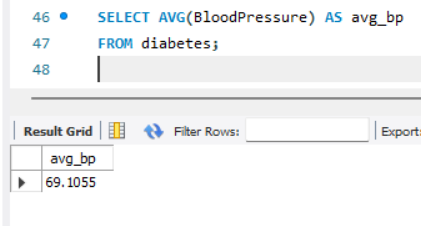 46 SELECT AVG(BloodPressure) AS avg_bp
47 FROM diabetes;
48
Result Grid Filter Rows: Export:
avg_bp
69.1055